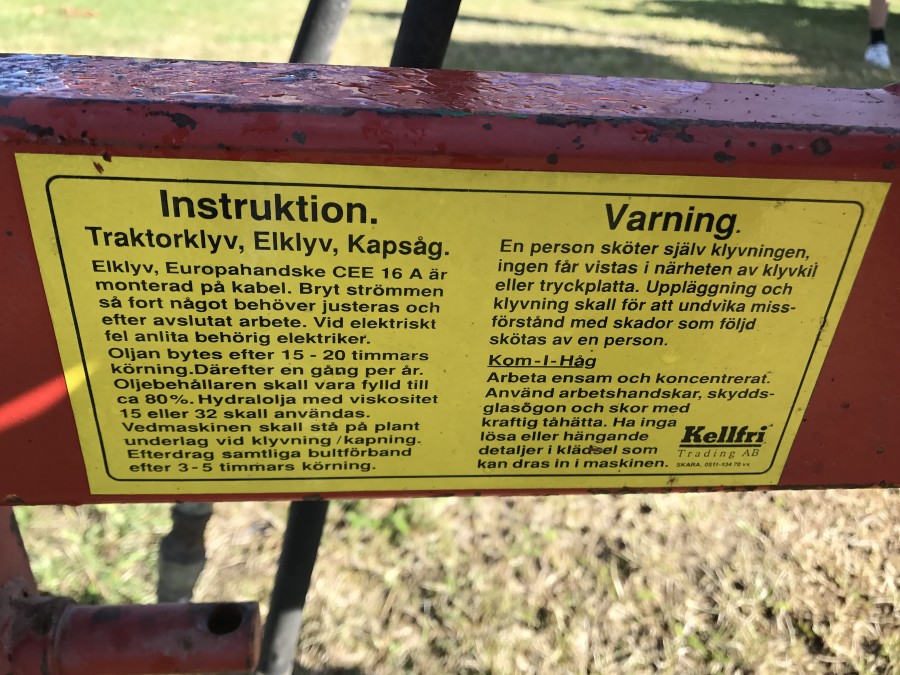 Instruktion.
Traktorklyv, Elklyv, Kapsåg.
Elklyv, Europahandske CEE 16 A är
monterad på kabel. Bryt strömmen
så fort något behöver justeras och
efter avslutat arbete. Vid elektriskt
fel anlita behörig elektriker.
Oljan bytes efter 15 - 20 timmars
körning.Därefter en gång per år.
Oljebehållaren skall vara fylld till
ca 80%. Hydralolja med viskositet
15 eller 32 skall användas.
Vedmaskinen skall stå på plant
underlag vid klyvning/kapning.
Efterdrag samtliga bultförband
efter 3-5 timmars körning.
Varning.
En person sköter själv klyvningen,
ingen får vistas i närheten av klyvkil
eller tryckplatta. Uppläggning och
klyvning skall för att undvika miss-
förstånd med skador som följd
skötas av en person.
Kom-I-Håg
Arbeta ensam och koncentrerat.
Använd arbetshandskar, skydds-
glasögon och skor med
kraftig tåhätta. Ha inga
lösa eller hängande
detaljer i klädsel som
kan dras in i maskinen.
Kellfri
Trading AB
SKARA. 0511-134 70 vx